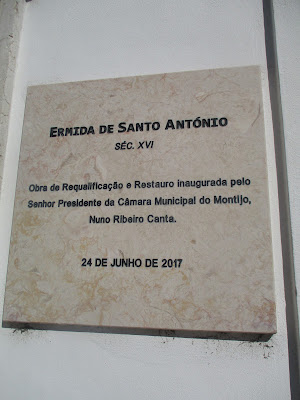 ERMIDA DE SANTO ANTÓNIO
SÉC. XVI
Obra de Requalificação e Restauro inaugurada pelo
Senhor Presidente da Câmara Municipal do Montijo,
Nuno Ribeiro Canta.
24 DE JUNHO DE 2017